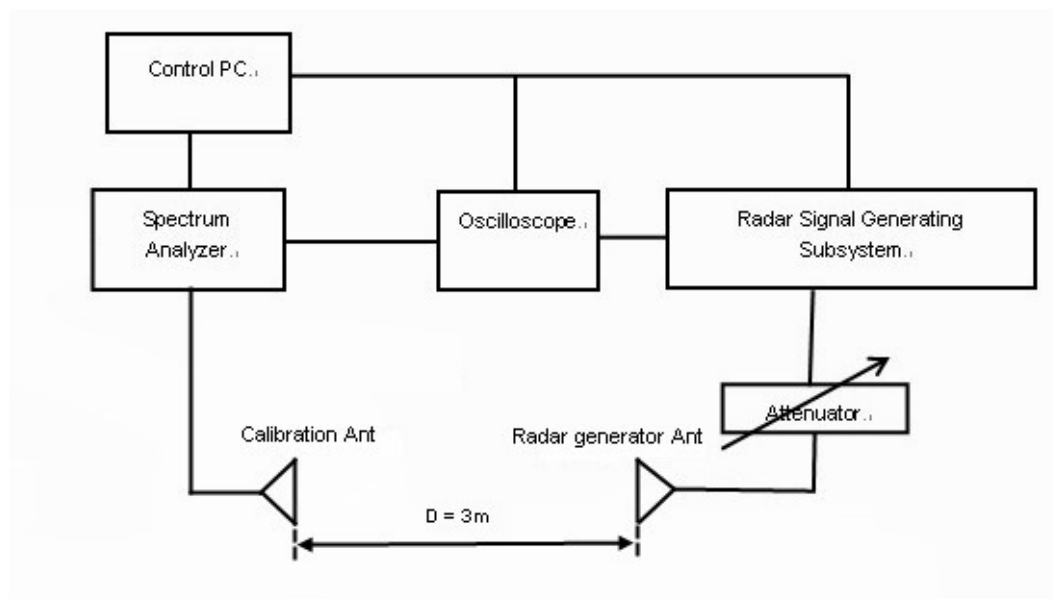 Control PC.
Spectrum
Analyzer.
Oscilloscope.
Radar Signal Generating
Subsystem.
Attenuator.
Calibration Ant
Radar generator Ant
D = 3m